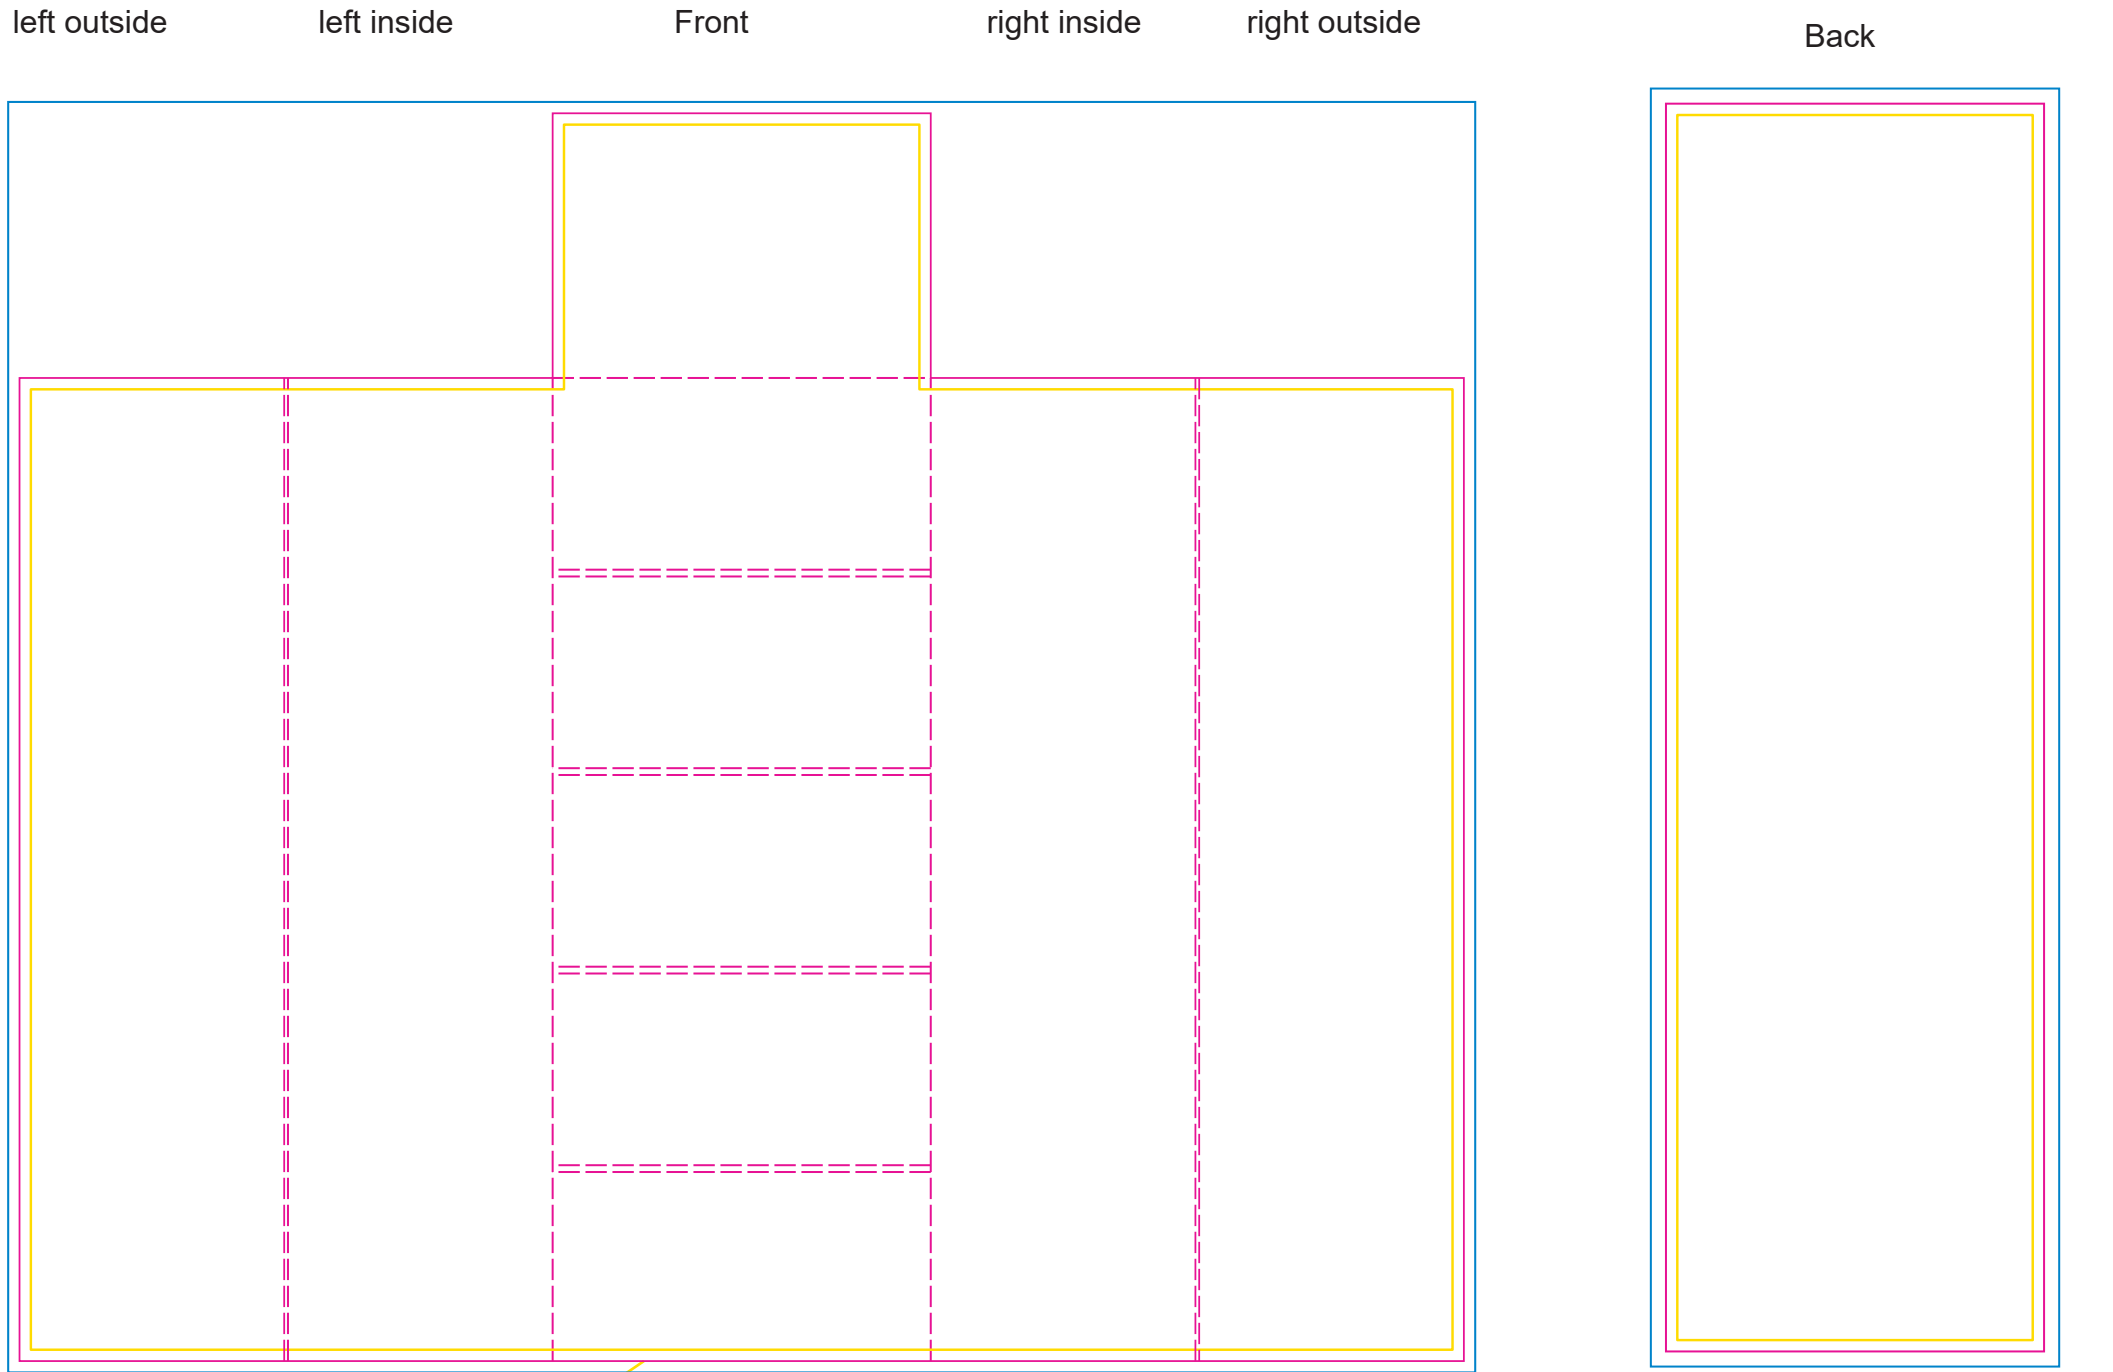 left outside
left inside
Front
right inside
right outside
Back